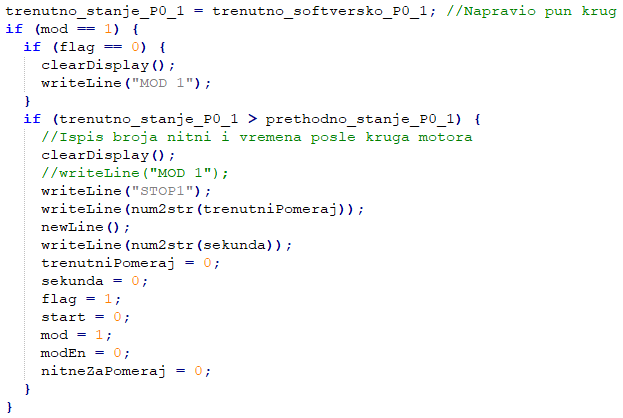 trenutno_stanje_P0_1 = trenutno_softversko_P0_1; //Napravio pun krug
if (mod == 1) {
  if (flag == 0) {
    clearDisplay();
    writeLine("MOD 1");
  }
  if (trenutno_stanje_P0_1 > prethodno_stanje_P0_1) {
    //Ispis broja nitni i vremena posle kruga motora
    clearDisplay();
    //writeLine("MOD 1");
    writeLine("STOP1");
    writeLine(num2str(trenutniPomeraj));
    newLine();
    writeLine(num2str(sekunda));
    trenutniPomeraj = 0;
    sekunda = 0;
    flag = 1;
    start = 0;
    mod = 1;
    modEn = 0;
    nitneZaPomeraj = 0;
  }
}